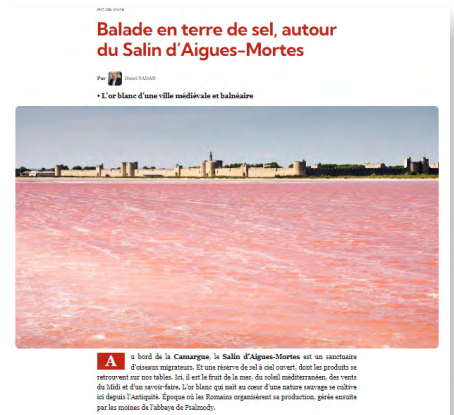 Art de vivre
Balade en terre de sel, autour
du Salin d'Aigues-Mortes
Par Henri YADAN
• L'or blanc d'une ville médiévale et balnéaire
Au bord de la Camargue, le Salin d'Aigues-Mortes est un sanctuaire
d'oiseaux migrateurs. Et une réserve de sel à ciel ouvert, dont les produits se
retrouvent sur nos tables. Ici, il est le fruit de la mer, du soleil méditerranéen, des vents
du Midi et d'un savoir-faire. L'or blanc qui nait au cœur d'une nature sauvage se cultive
ici depuis l'Antiquité. Époque où les Romains organisèrent sa production, gérée ensuite
par les moines de l'abbaye de Psalmody.